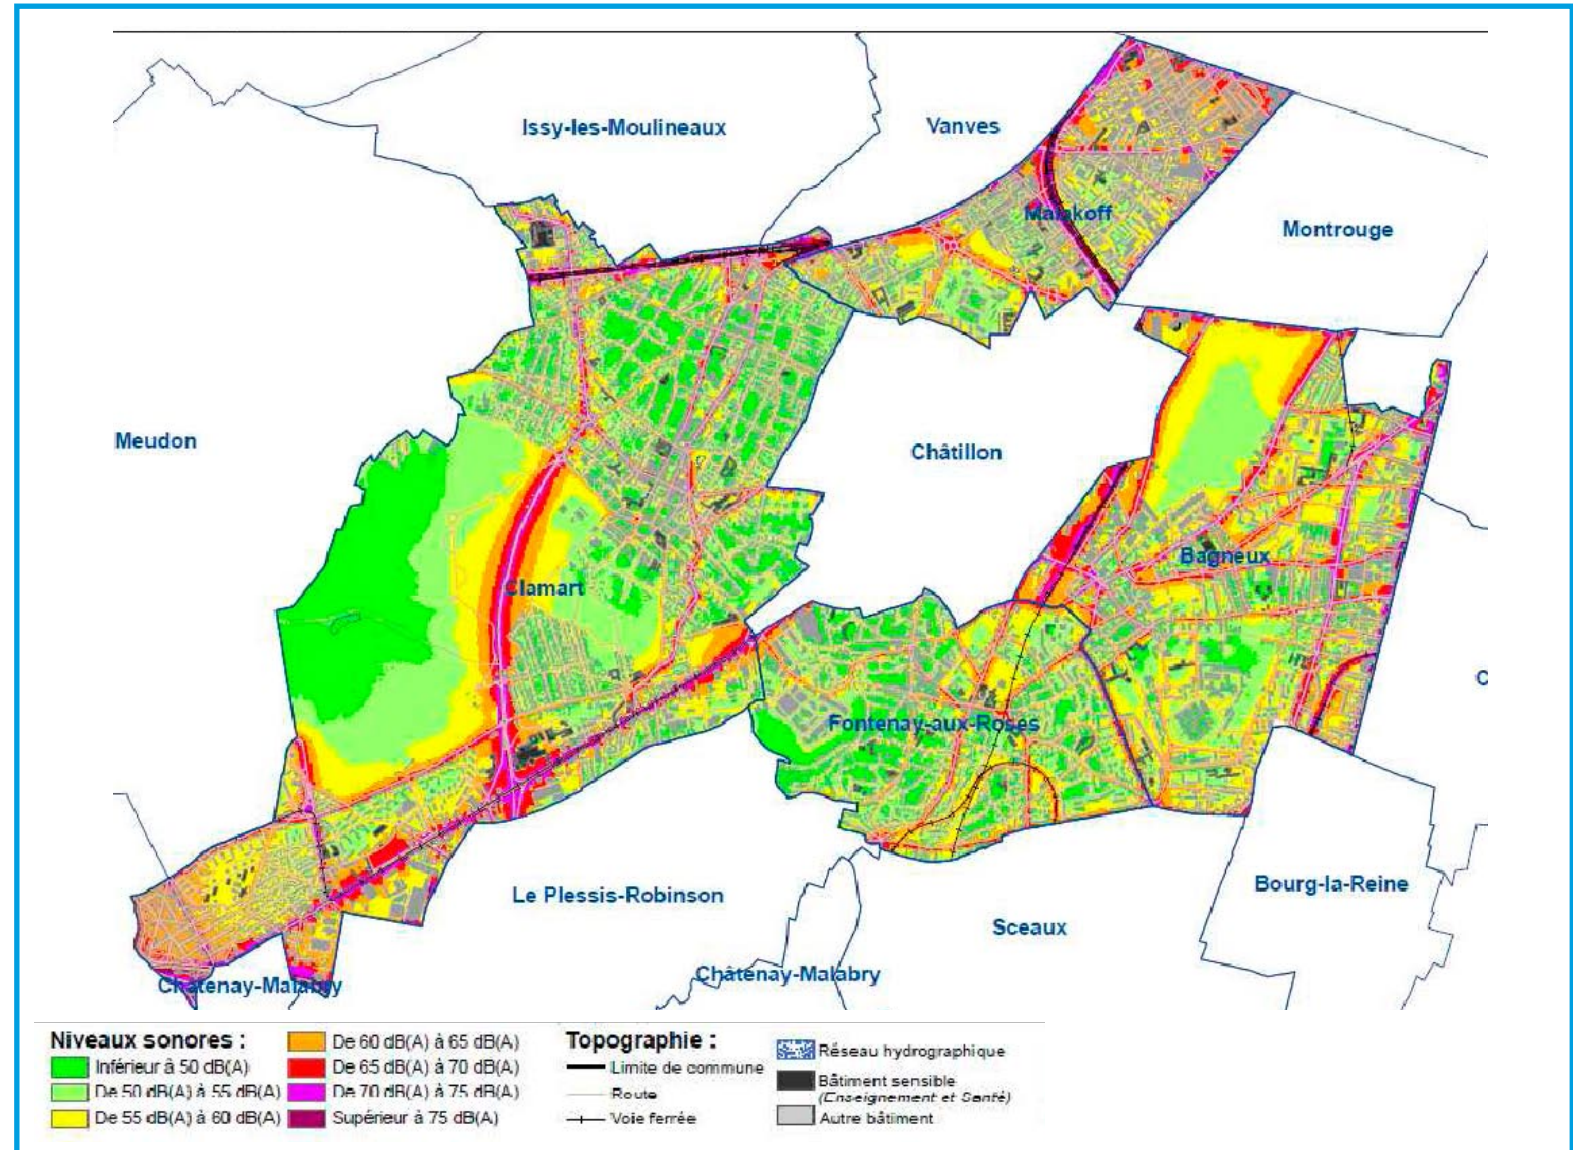 Issy-les-Moulineaux
Vanves
Malakoff
Montrouge
Meudon
Châtillon
Bagneux
Clamart
C
Fontenay-aux-Roses
Le Plessis-Robinson
Bourg-la-Reine
Sceaux
Châtenay-Malabry
Châtenay-Malabry
Niveaux sonores :
Inférieur à 50 dB(A)
De 50 dB(A) à 55 dB(A)
De 55 dB(A) à 60 dB(A)
De 60 dB(A) à 65 dB(A)
De 65 dB(A) à 70 dB(A)
De 70 dB(A) à 75 dB(A)
Supérieur à 75 dB(A)
Topographie :
Limite de commune
Route
Voie ferrée
Réseau hydrographique
Bâtiment sensible
(Enseignement et Santé)
Autre bâtiment